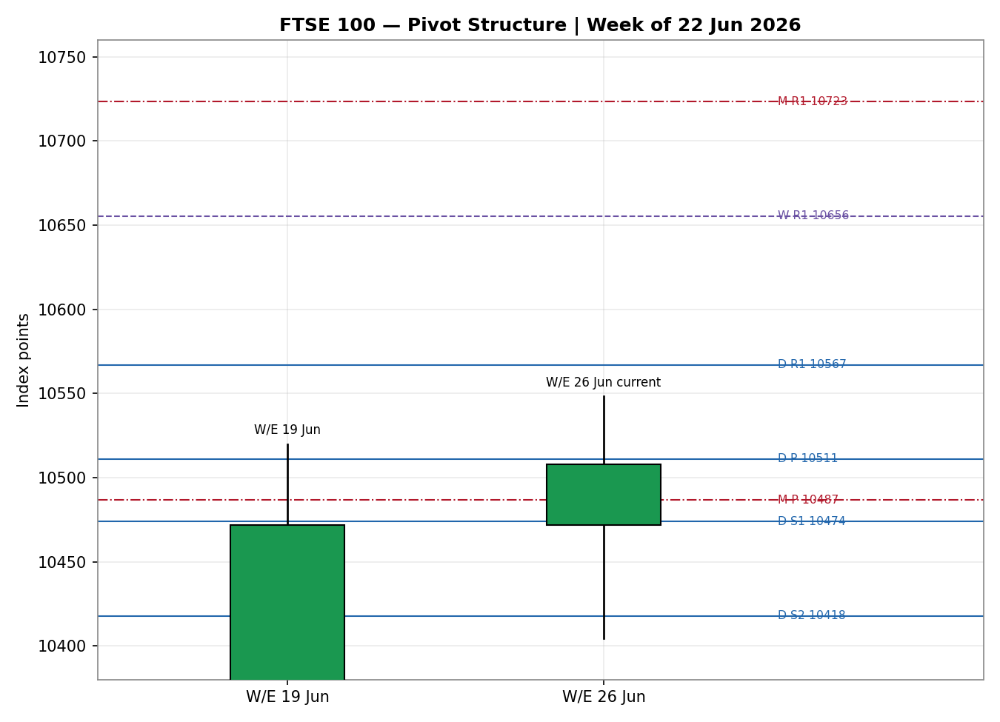 FTSE 100 — Pivot Structure | Week of 22 Jun 2026
Index points
10750
10700
10650
10600
10550
10500
10450
10400
M R1 10723
W R1 10656
D R1 10567
W/E 26 Jun current
W/E 19 Jun
D P 10511
M P 10487
D S1 10474
D S2 10418
W/E 19 Jun
W/E 26 Jun